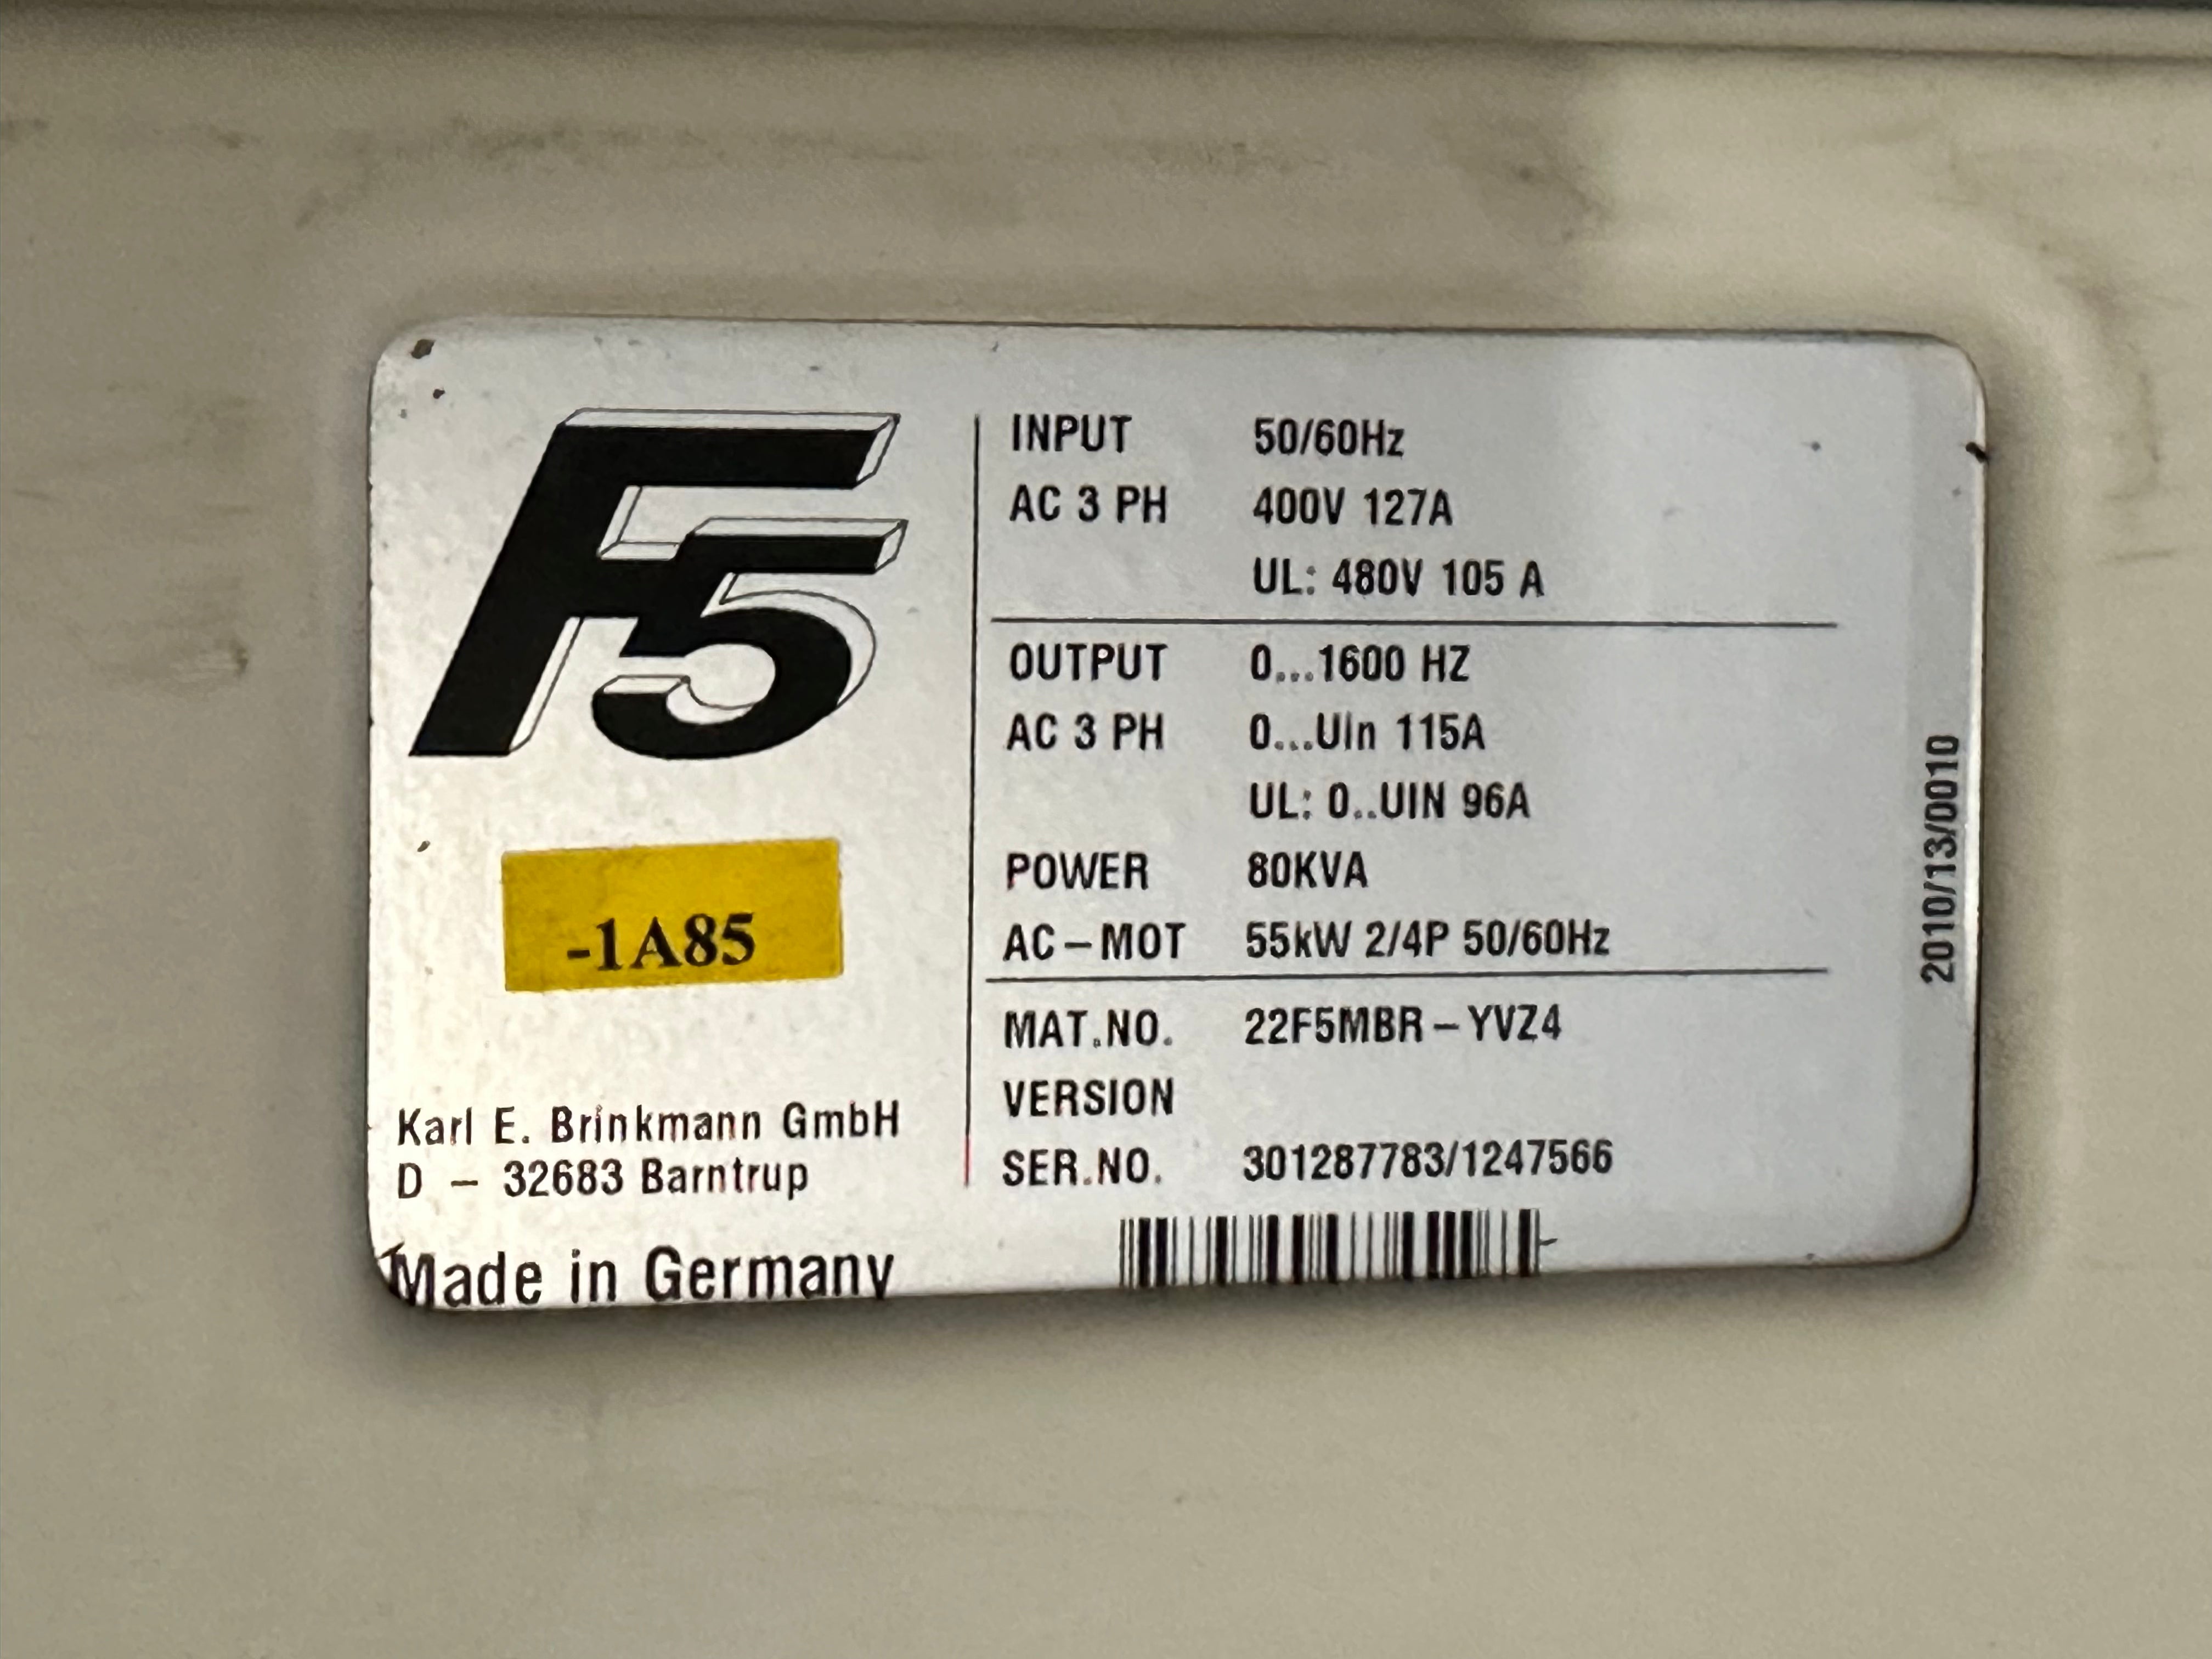 F5
-1A85
Karl E. Brinkmann GmbH
D – 32683 Barntrup
Made in Germany
INPUT 50/60Hz
AC 3 PH 400V 127A
UL: 480V 105 A
OUTPUT 0...1600 HZ
AC 3 PH 0...UIn 115A
UL: 0..UIN 96A
POWER 80KVA
AC–MOT 55kW 2/4P 50/60Hz
MAT.NO. 22F5MBR–YVZ4
VERSION
SER.NO. 301287783/1247566
2010/13/0010